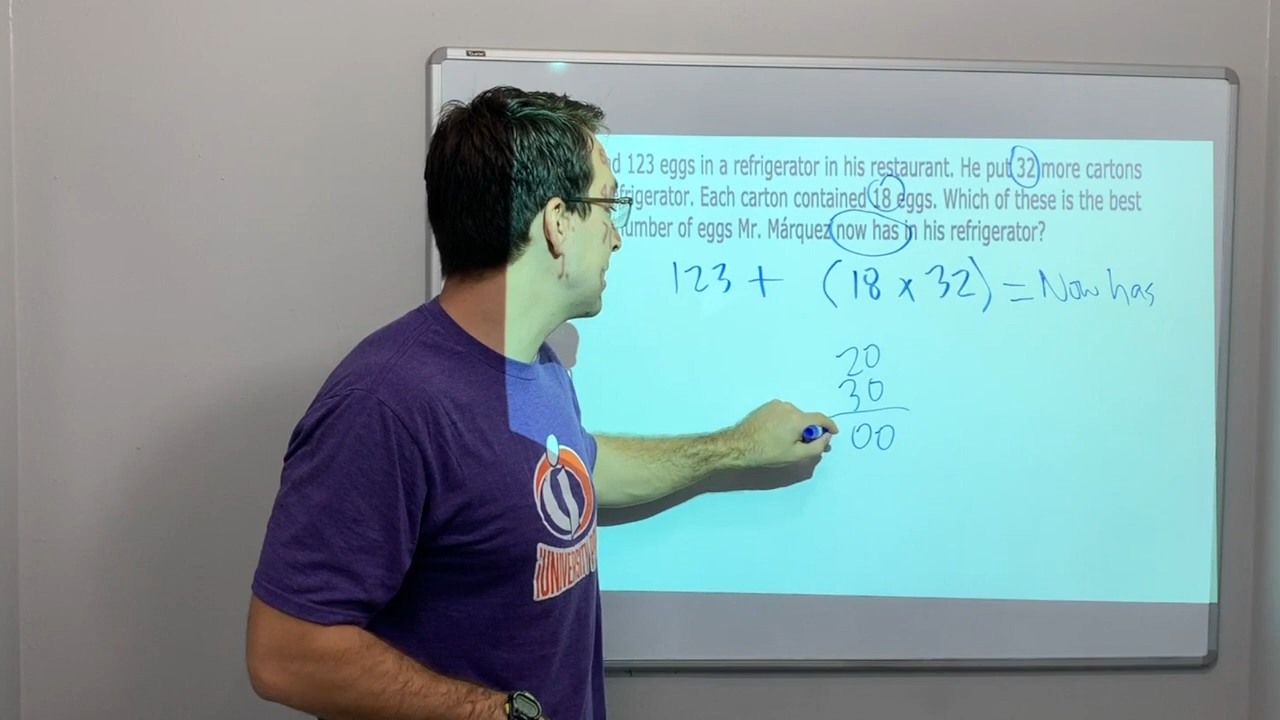 123 eggs in a refrigerator in his restaurant. He put 32 more cartons
Each carton contained 18 eggs. Which of these is the best
number of eggs Mr. Márquez now has in his refrigerator?
123 + (18 x 32) = Now has
20
30
00